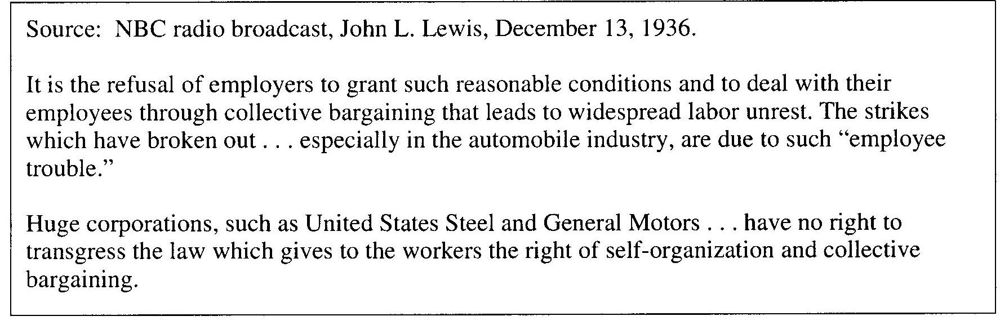 Source:  NBC radio broadcast, John L. Lewis, December 13, 1936.
It is the refusal of employers to grant such reasonable conditions and to deal with their
employees through collective bargaining that leads to widespread labor unrest. The strikes
which have broken out . . . especially in the automobile industry, are due to such “employee
trouble.”
Huge corporations, such as United States Steel and General Motors . . . have no right to
transgress the law which gives to the workers the right of self-organization and collective
bargaining.